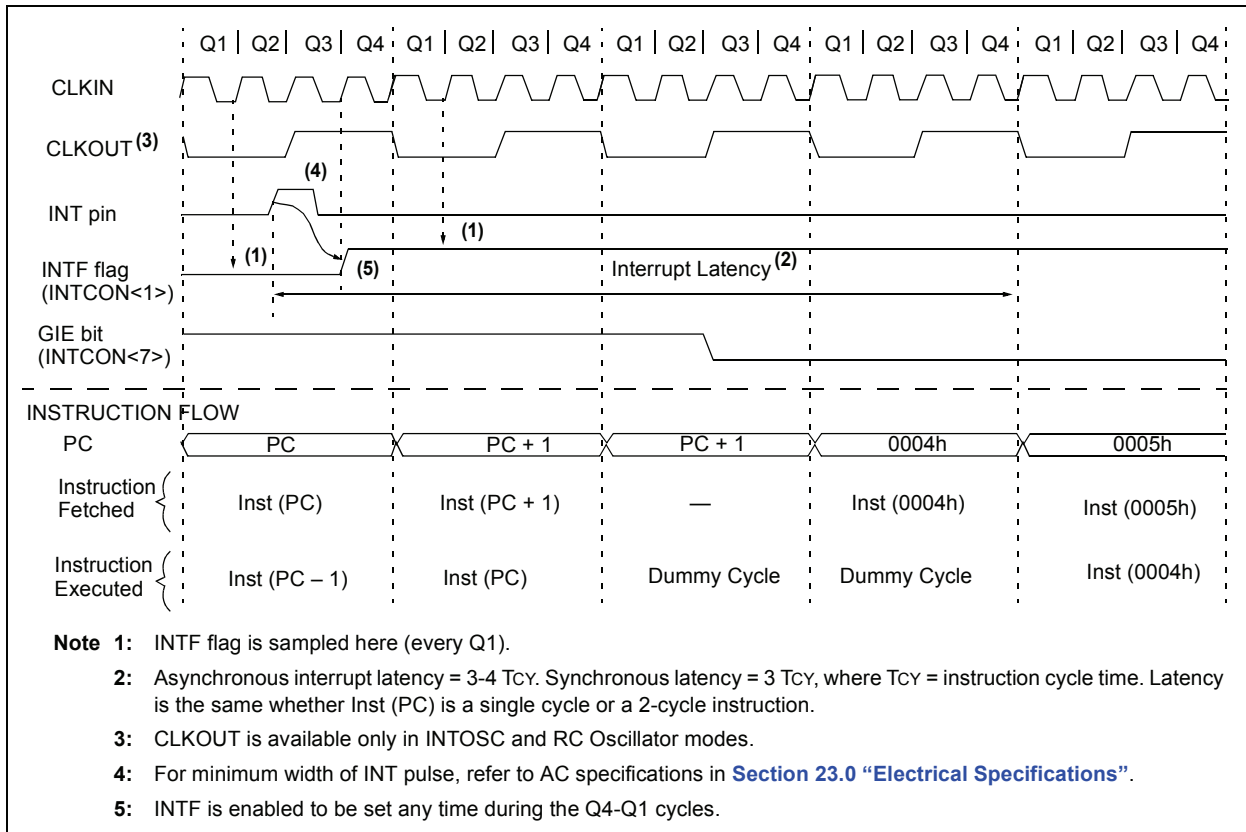 Q1 | Q2 | Q3 | Q4 Q1 | Q2 | Q3 | Q4 Q1 | Q2 | Q3 | Q4 Q1 | Q2 | Q3 | Q4 Q1 | Q2 | Q3 | Q4
CLKIN
CLKOUT (3)
(4)
INT pin
(1)
(1) (5)
INTF flag
(INTCON<1>)
Interrupt Latency (2)
GIE bit
(INTCON<7>)
INSTRUCTION FLOW
PC PC PC + 1 PC + 1 0004h 0005h
Instruction
Fetched
Inst (PC) Inst (PC + 1) — Inst (0004h) Inst (0005h)
Instruction
Executed
Inst (PC – 1) Inst (PC) Dummy Cycle Dummy Cycle Inst (0004h)
Note 1: INTF flag is sampled here (every Q1).
2: Asynchronous interrupt latency = 3-4 TCY. Synchronous latency = 3 TCY, where TCY = instruction cycle time. Latency
is the same whether Inst (PC) is a single cycle or a 2-cycle instruction.
3: CLKOUT is available only in INTOSC and RC Oscillator modes.
4: For minimum width of INT pulse, refer to AC specifications in Section 23.0 “Electrical Specifications”.
5: INTF is enabled to be set any time during the Q4-Q1 cycles.